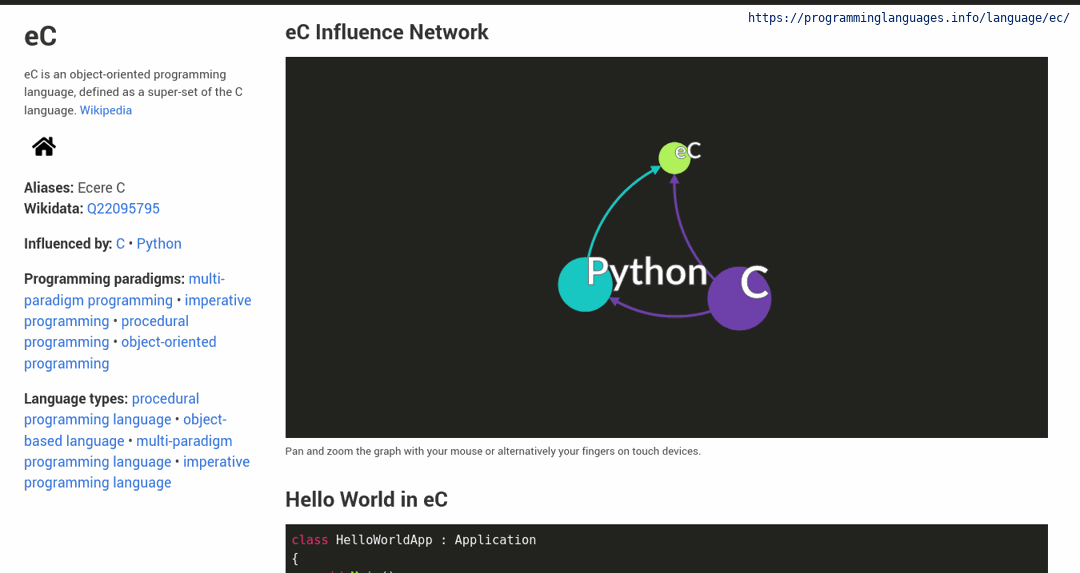 https://programminglanguages.info/language/ec/
eC
eC is an object-oriented programming
language, defined as a super-set of the C
language. Wikipedia
Aliases: Ecere C
Wikidata: Q22095795
Influenced by: C • Python
Programming paradigms: multi-
paradigm programming • imperative
programming • procedural
programming • object-oriented
programming
Language types: procedural
programming language • object-
based language • multi-paradigm
programming language • imperative
programming language
eC Influence Network
eC
Python
C
Pan and zoom the graph with your mouse or alternatively your fingers on touch devices.
Hello World in eC
class HelloWorldApp : Application
{